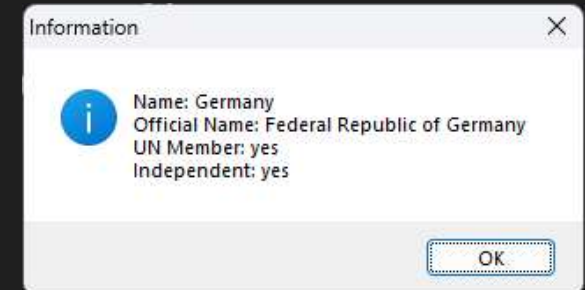 Information
Name: Germany
Official Name: Federal Republic of Germany
UN Member: yes
Independent: yes
OK